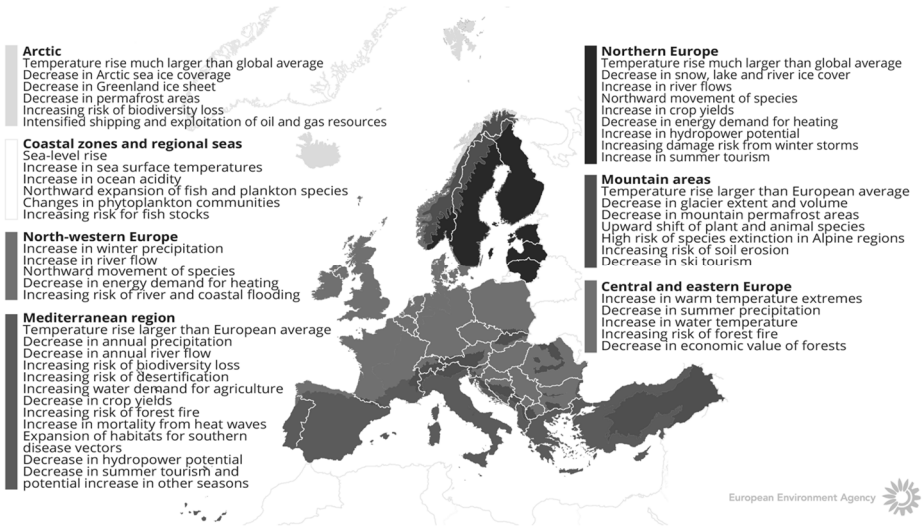 Arctic
Temperature rise much larger than global average
Decrease in Arctic sea ice coverage
Decrease in Greenland ice sheet
Decrease in permafrost areas
Increasing risk of biodiversity loss
Intensified shipping and exploitation of oil and gas resources
Coastal zones and regional seas
Sea-level rise
Increase in sea surface temperatures
Increase in ocean acidity
Northward expansion of fish and plankton species
Changes in phytoplankton communities
Increasing risk for fish stocks
North-western Europe
Increase in winter precipitation
Increase in river flow
Northward movement of species
Decrease in energy demand for heating
Increasing risk of river and coastal flooding
Mediterranean region
Temperature rise larger than European average
Decrease in annual precipitation
Decrease in annual river flow
Increasing risk of biodiversity loss
Increasing risk of desertification
Increasing water demand for agriculture
Decrease in crop yields
Increasing risk of forest fire
Increase in mortality from heat waves
Expansion of habitats for southern
disease vectors
Decrease in hydropower potential
Decrease in summer tourism and
potential increase in other seasons
Northern Europe
Temperature rise much larger than global average
Decrease in snow, lake and river ice cover
Increase in river flows
Northward movement of species
Increase in crop yields
Decrease in energy demand for heating
Increase in hydropower potential
Increasing damage risk from winter storms
Increase in summer tourism
Mountain areas
Temperature rise larger than European average
Decrease in glacier extent and volume
Decrease in mountain permafrost areas
Upward shift of plant and animal species
High risk of species extinction in Alpine regions
Increasing risk of soil erosion
Decrease in ski tourism
Central and eastern Europe
Increase in warm temperature extremes
Decrease in summer precipitation
Increase in water temperature
Increasing risk of forest fire
Decrease in economic value of forests
European Environment Agency